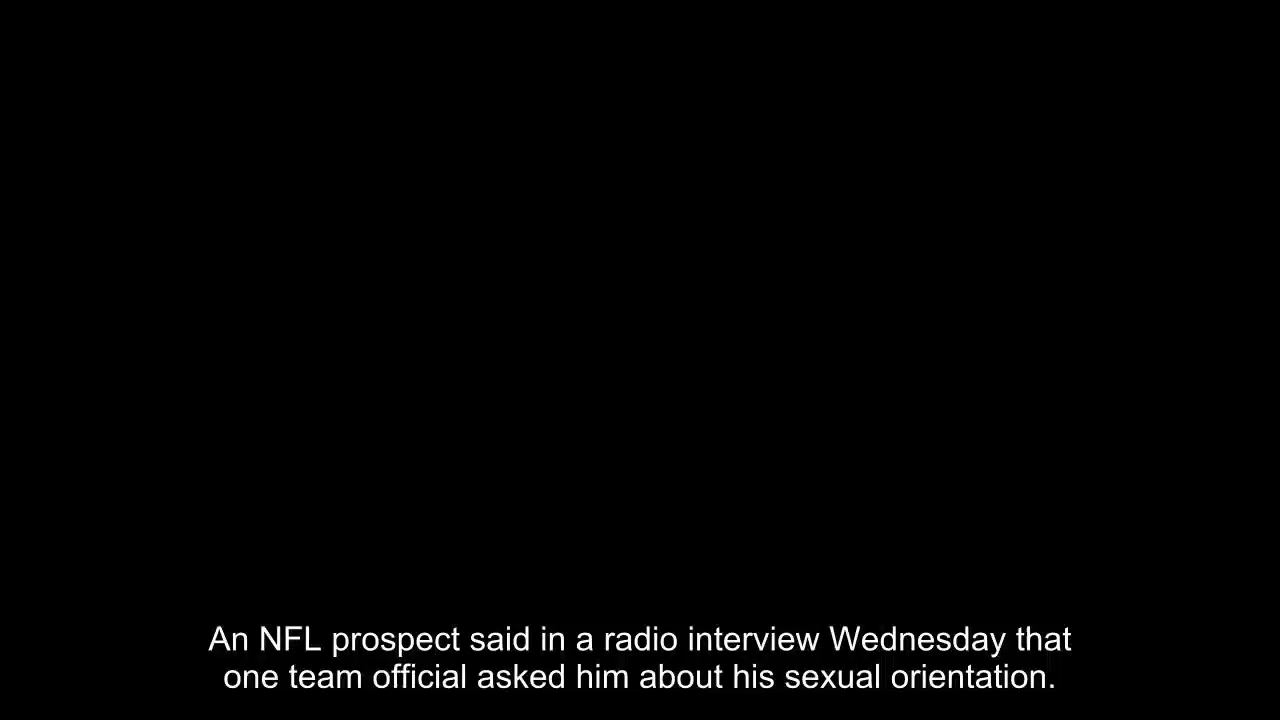 An NFL prospect said in a radio interview Wednesday that
one team official asked him about his sexual orientation.